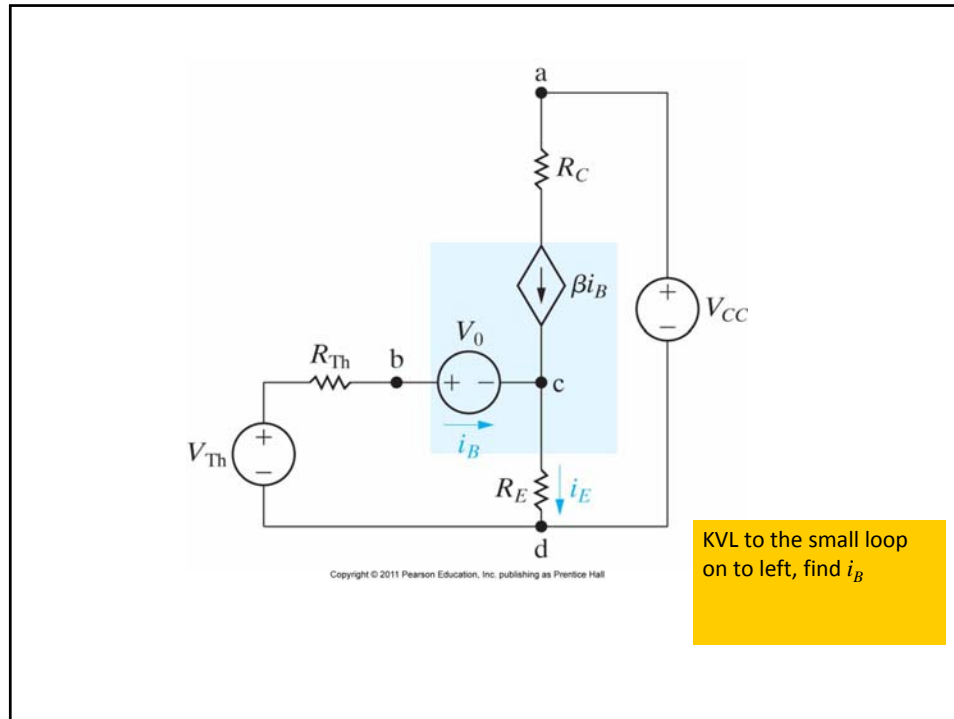 a
R_C
βi_B
+
−
V_CC
V_0
R_Th
b
+ −
c
i_B
+
−
V_Th
R_E
i_E
d
Copyright © 2011 Pearson Education, Inc. publishing as Prentice Hall
KVL to the small loop
on to left, find i_B